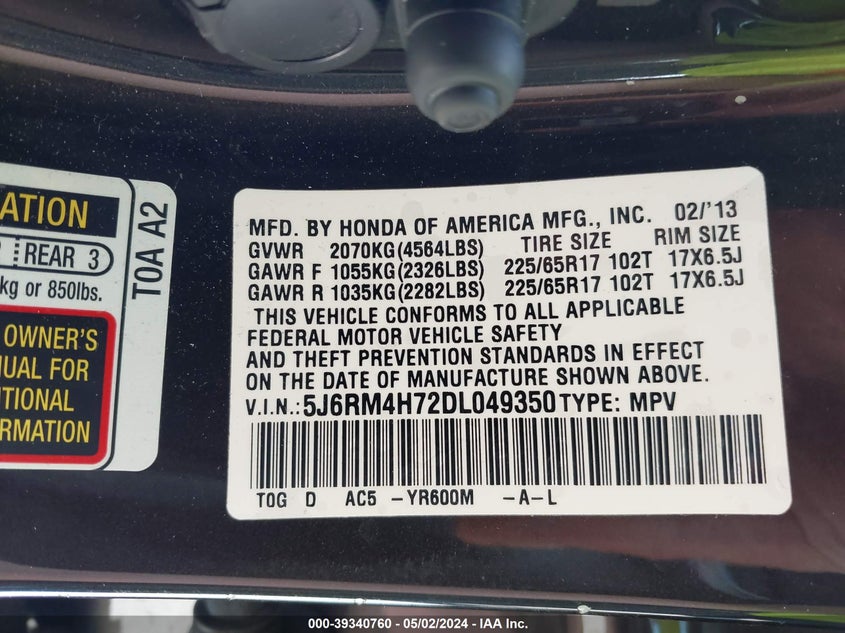 ATION
REAR 3
kg or 850lbs.
OWNER'S
UAL FOR
ITIONAL
RMATION
TOA A2
MFD. BY HONDA OF AMERICA MFG., INC. 02/'13
GVWR 2070KG(4564LBS) TIRE SIZE RIM SIZE
GAWR F 1055KG(2326LBS) 225/65R17 102T 17X6.5J
GAWR R 1035KG(2282LBS) 225/65R17 102T 17X6.5J
THIS VEHICLE CONFORMS TO ALL APPLICABLE
FEDERAL MOTOR VEHICLE SAFETY
AND THEFT PREVENTION STANDARDS IN EFFECT
ON THE DATE OF MANUFACTURE SHOWN ABOVE.
V.I.N.:5J6RM4H72DL049350 TYPE: MPV
TOG D AC5 -YR600M -A-L
000-39340760 - 05/02/2024 - IAA Inc.